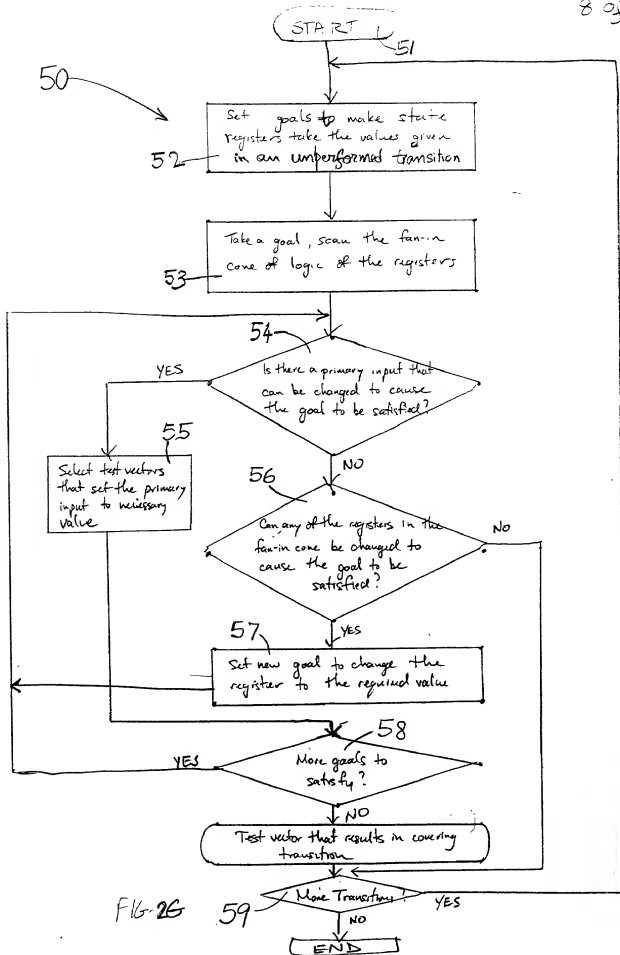 8 of
START
51
50
Set goals to make state
registers take the values given
in an unperformed transition
52
Take a goal, scan the fan-in
cone of logic of the registers
53
54
YES
Is there a primary input that
can be changed to cause
the goal to be satisfied?
55
NO
Select test vectors
that set the primary
input to necessary
value
56
NO
Can any of the registers in the
fan-in cone be changed to
cause the goal to be
satisfied?
57
YES
Set new goal to change the
register to the required value
58
YES
More goals to
satisfy?
NO
Test vector that results in covering
transition
59
More Transitions?
YES
FIG. 2G
NO
END